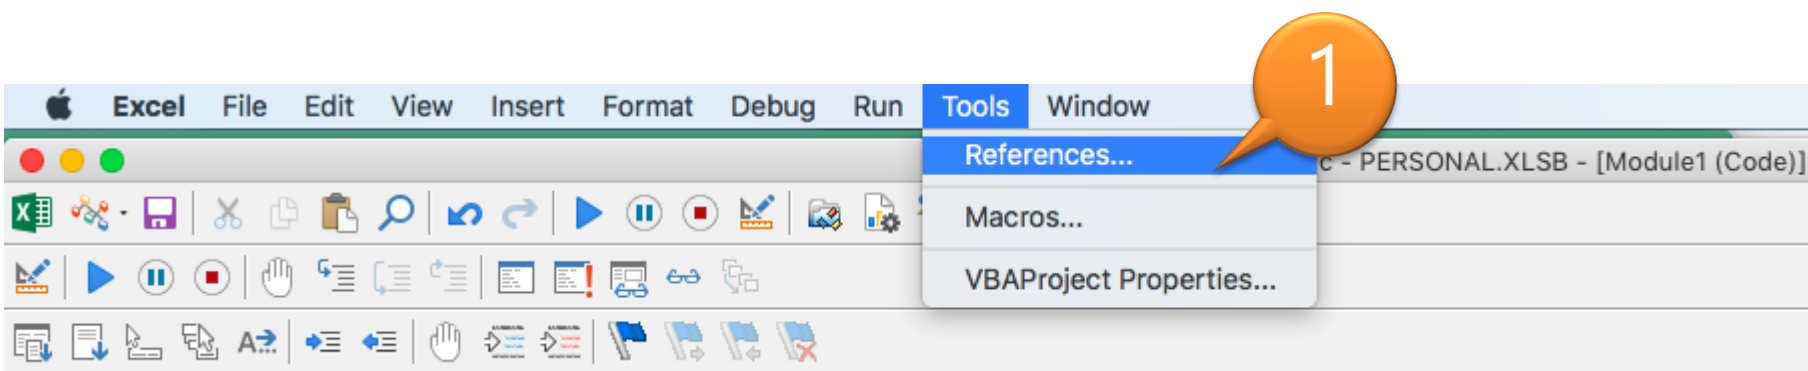 1
Excel File Edit View Insert Format Debug Run Tools Window
References...
c - PERSONAL.XLSB - [Module1 (Code)]
Macros...
VBAProject Properties...